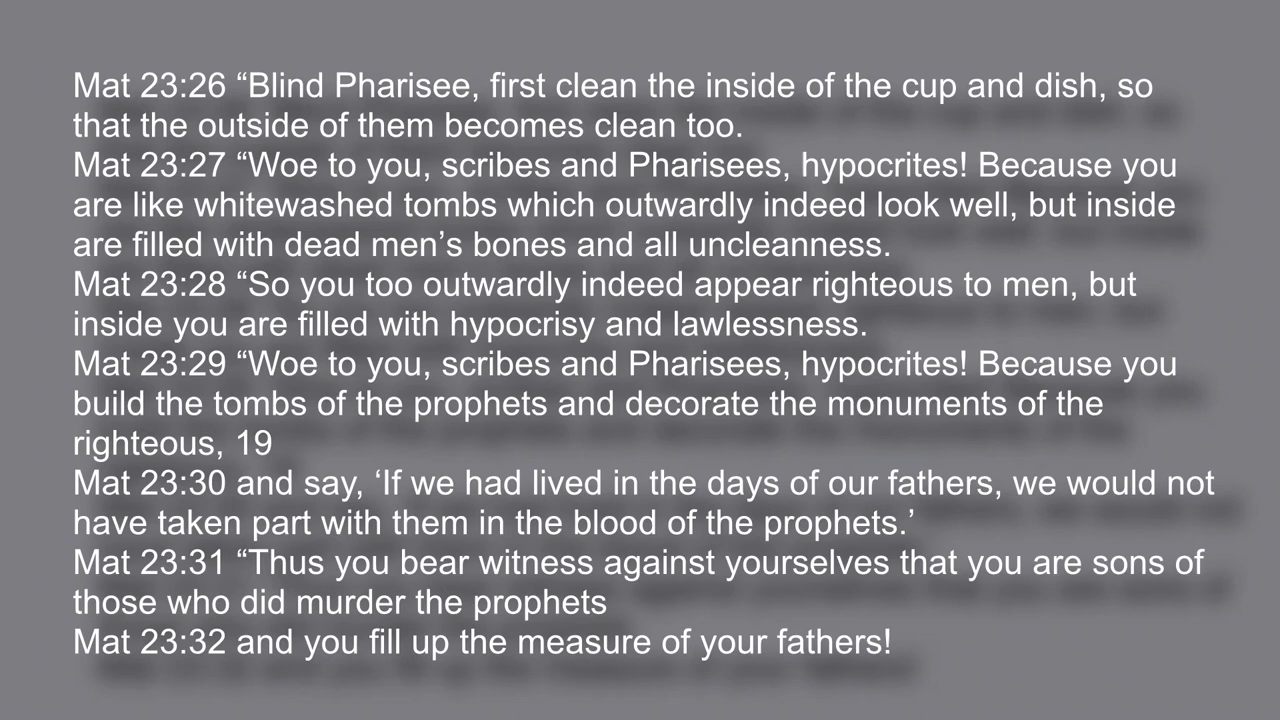 Mat 23:26 “Blind Pharisee, first clean the inside of the cup and dish, so
that the outside of them becomes clean too.
Mat 23:27 “Woe to you, scribes and Pharisees, hypocrites! Because you
are like whitewashed tombs which outwardly indeed look well, but inside
are filled with dead men’s bones and all uncleanness.
Mat 23:28 “So you too outwardly indeed appear righteous to men, but
inside you are filled with hypocrisy and lawlessness.
Mat 23:29 “Woe to you, scribes and Pharisees, hypocrites! Because you
build the tombs of the prophets and decorate the monuments of the
righteous, 19
Mat 23:30 and say, ‘If we had lived in the days of our fathers, we would not
have taken part with them in the blood of the prophets.’
Mat 23:31 “Thus you bear witness against yourselves that you are sons of
those who did murder the prophets
Mat 23:32 and you fill up the measure of your fathers!